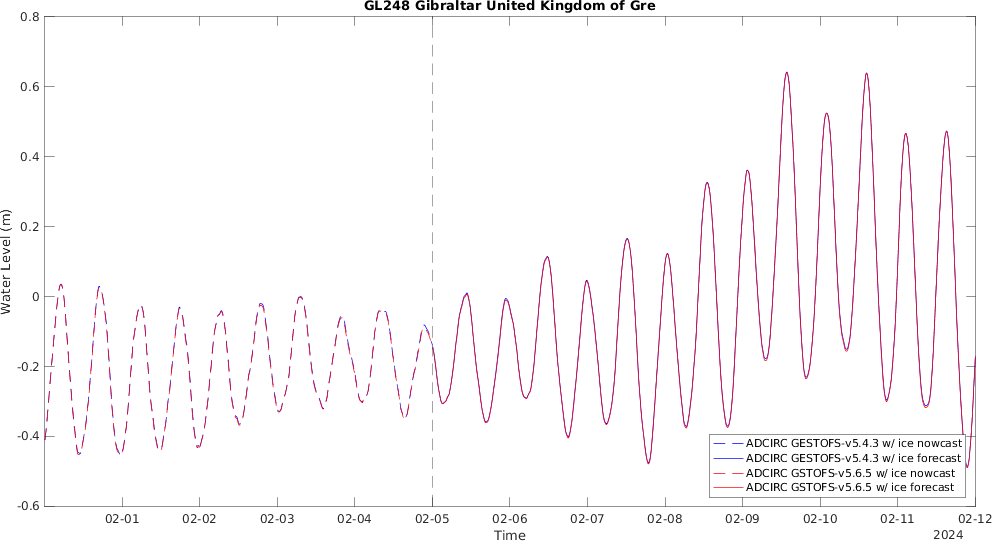 GL248 Gibraltar United Kingdom of Gre
0.8
0.6
0.4
0.2
0
-0.2
-0.4
-0.6
Water Level (m)
ADCIRC GESTOFS-v5.4.3 w/ ice nowcast
ADCIRC GESTOFS-v5.4.3 w/ ice forecast
ADCIRC GSTOFS-v5.6.5 w/ ice nowcast
ADCIRC GSTOFS-v5.6.5 w/ ice forecast
02-01 02-02 02-03 02-04 02-05 02-06 02-07 02-08 02-09 02-10 02-11 02-12
Time
2024